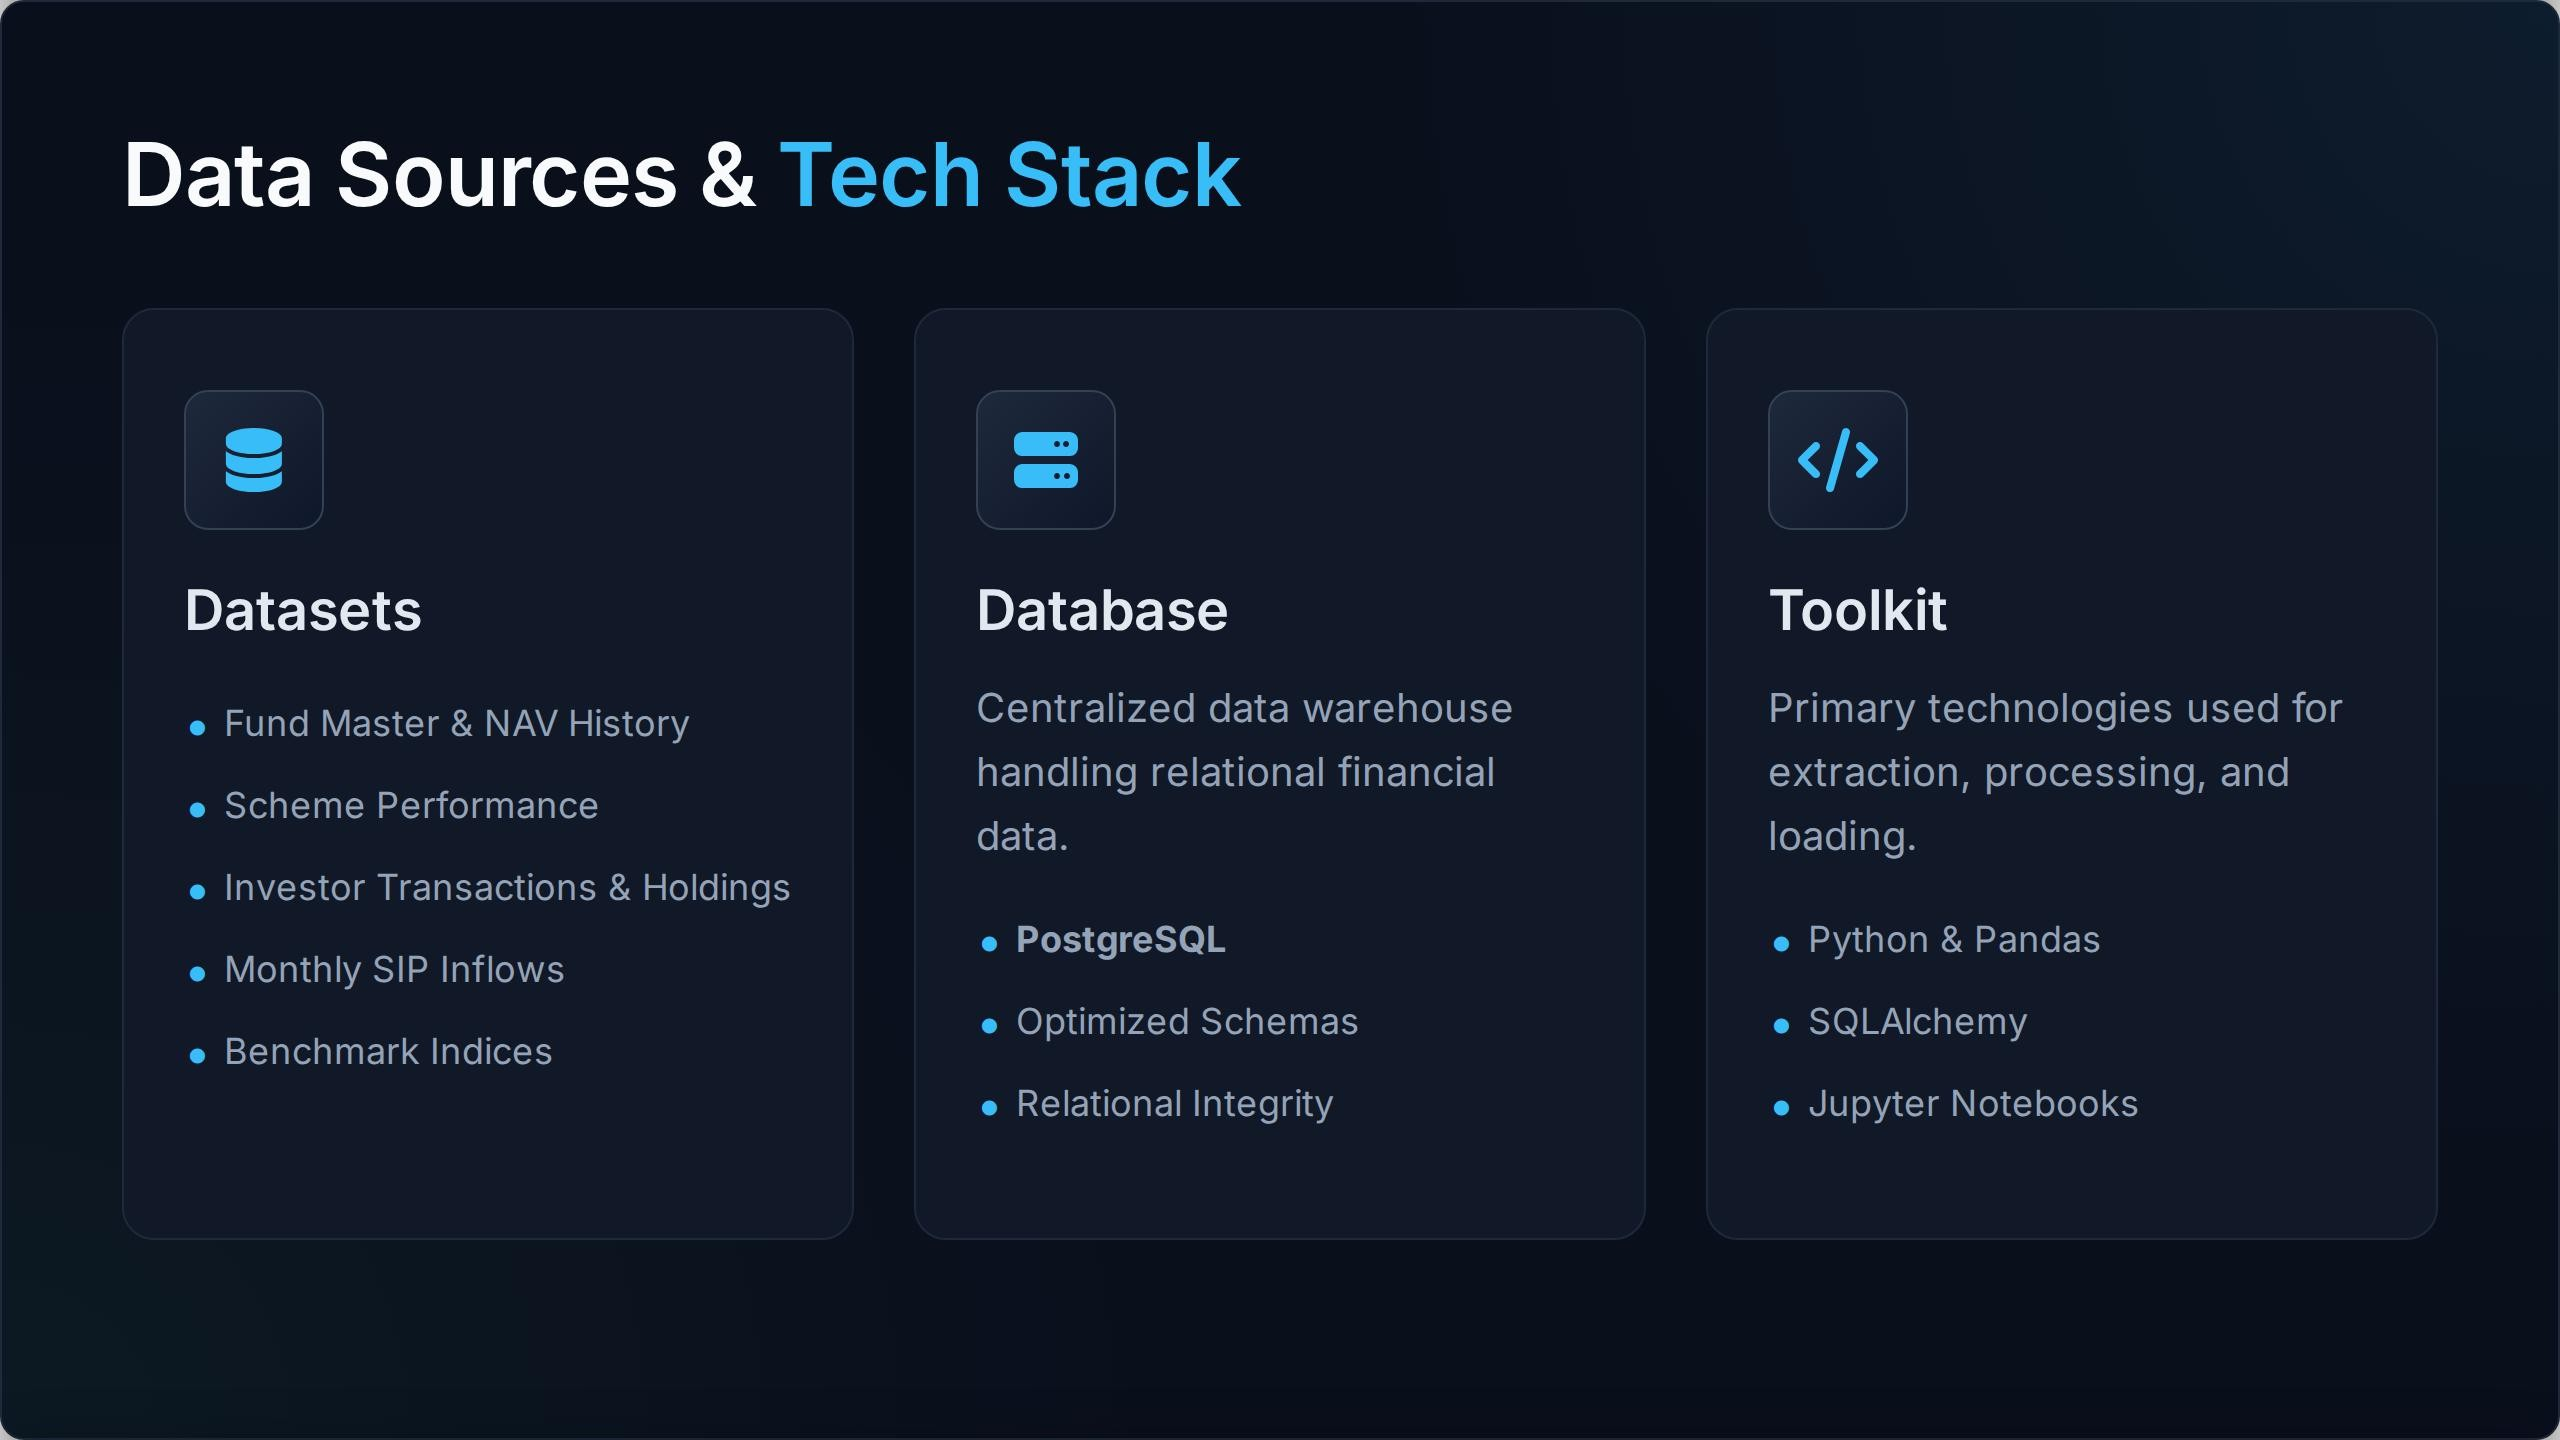 Data Sources & Tech Stack
Datasets
Fund Master & NAV History
Scheme Performance
Investor Transactions & Holdings
Monthly SIP Inflows
Benchmark Indices
Database
Centralized data warehouse
handling relational financial
data.
PostgreSQL
Optimized Schemas
Relational Integrity
Toolkit
Primary technologies used for
extraction, processing, and
loading.
Python & Pandas
SQLAlchemy
Jupyter Notebooks